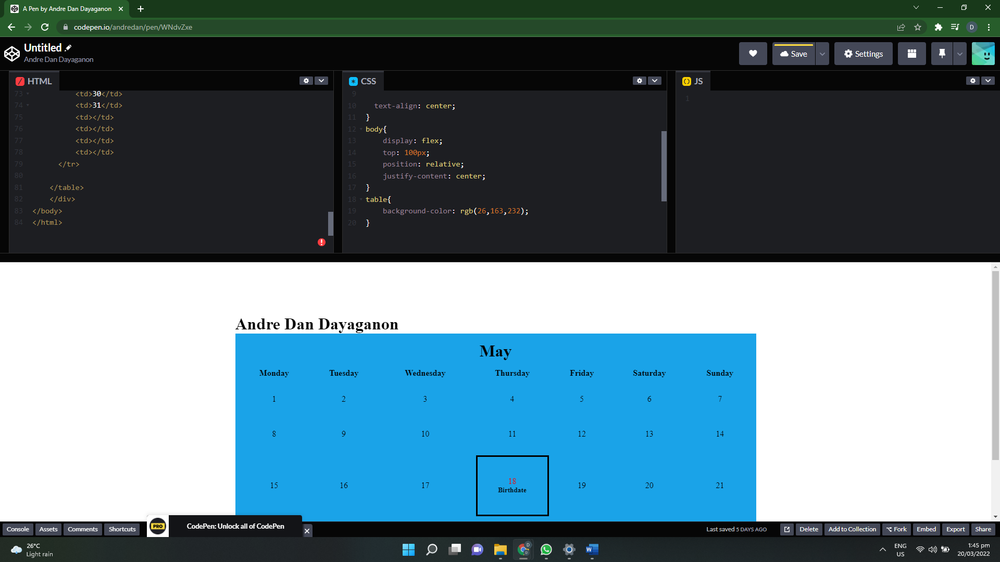 A Pen by Andre Dan Dayaganon
codepen.io/andredan/pen/WNdvZxe
D
Untitled
Andre Dan Dayaganon
Save
Settings
HTML
73 <td>30</td>
74 <td>31</td>
75 <td></td>
76 <td></td>
77 <td></td>
78 <td></td>
79 </tr>
80
81 </table>
82 </div>
83 </body>
84 </html>
CSS
9
10 text-align: center;
11 }
12 body{
13 display: flex;
14 top: 100px;
15 position: relative;
16 justify-content: center;
17 }
18 table{
19 background-color: rgb(26,163,232);
20 }
JS
1
Andre Dan Dayaganon
May
Monday Tuesday Wednesday Thursday Friday Saturday Sunday
1 2 3 4 5 6 7
8 9 10 11 12 13 14
15 16 17 18 19 20 21
Birthdate
Console Assets Comments Shortcuts
PRO
CodePen: Unlock all of CodePen
Last saved 5 DAYS AGO
Delete Add to Collection Fork Embed Export Share
26°C
Light rain
D
W
ENG
US
1:45 pm
20/03/2022